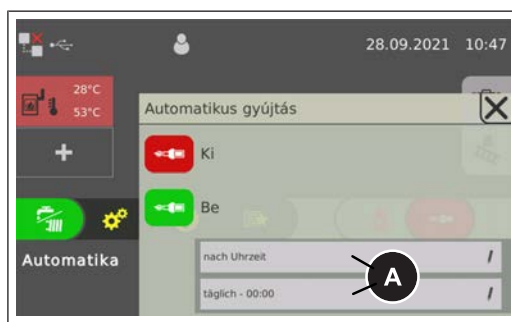 28.09.2021 10:47
28°C
53°C
Automatikus gyújtás
+
Ki
Be
Automatika
nach Uhrzeit
A
täglich - 00:00